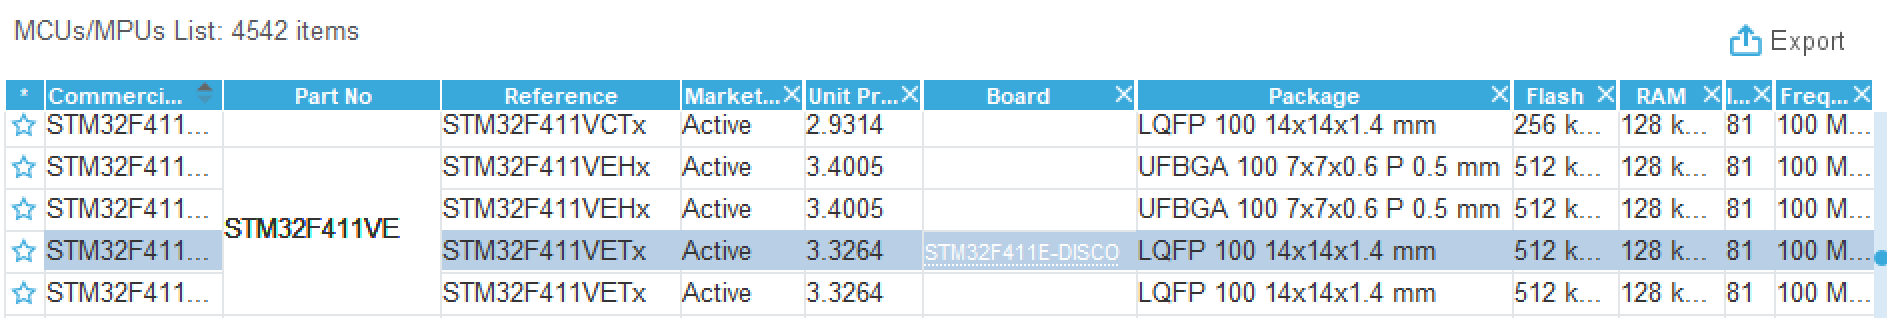 MCUs/MPUs List: 4542 items
Export
* Commerci... Part No Reference Market... Unit Pr... Board Package Flash RAM I... Freq...
STM32F411... STM32F411VCTx Active 2.9314 LQFP 100 14x14x1.4 mm 256 k... 128 k... 81 100 M...
STM32F411... STM32F411VEHx Active 3.4005 UFBGA 100 7x7x0.6 P 0.5 mm 512 k... 128 k... 81 100 M...
STM32F411... STM32F411VEHx Active 3.4005 UFBGA 100 7x7x0.6 P 0.5 mm 512 k... 128 k... 81 100 M...
STM32F411VE
STM32F411... STM32F411VETx Active 3.3264 STM32F411E-DISCO LQFP 100 14x14x1.4 mm 512 k... 128 k... 81 100 M...
STM32F411... STM32F411VETx Active 3.3264 LQFP 100 14x14x1.4 mm 512 k... 128 k... 81 100 M...